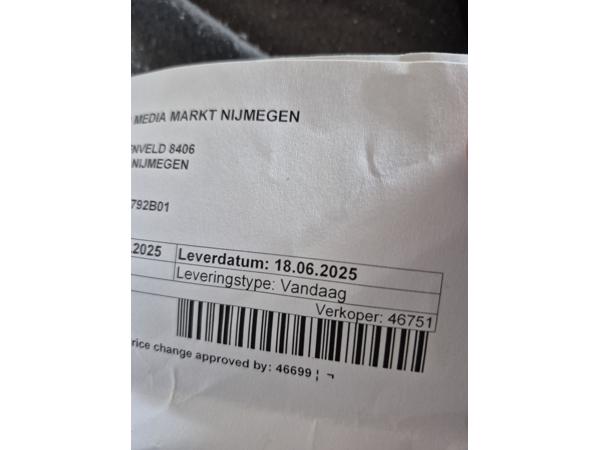 MEDIA MARKT NIJMEGEN
NVELD 8406
NIJMEGEN
792B01
.2025 Leverdatum: 18.06.2025
Leveringstype: Vandaag
Verkoper: 46751
rice change approved by: 46699 ¦ ¬